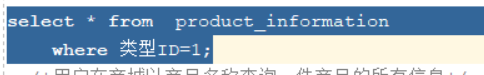 select * from  product_information
where 类型ID=1;